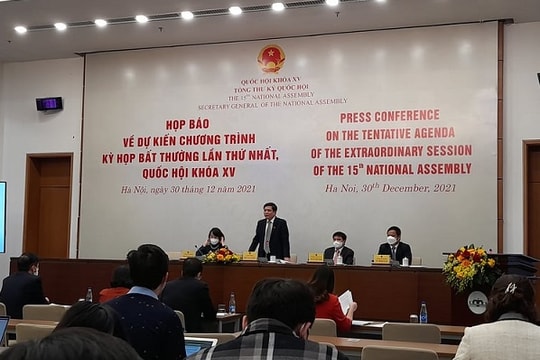 QUỐC HỘI KHÓA XV
TỔNG THƯ KÝ QUỐC HỘI
THE 15TH NATIONAL ASSEMBLY
SECRETARY GENERAL OF THE NATIONAL ASSEMBLY
HỌP BÁO
VỀ DỰ KIẾN CHƯƠNG TRÌNH
KỲ HỌP BẤT THƯỜNG LẦN THỨ NHẤT,
QUỐC HỘI KHÓA XV
Hà Nội, ngày 30 tháng 12 năm 2021
PRESS CONFERENCE
ON THE TENTATIVE AGENDA
OF THE EXTRAORDINARY SESSION
OF THE 15th NATIONAL ASSEMBLY
Ha Noi, 30th December, 2021